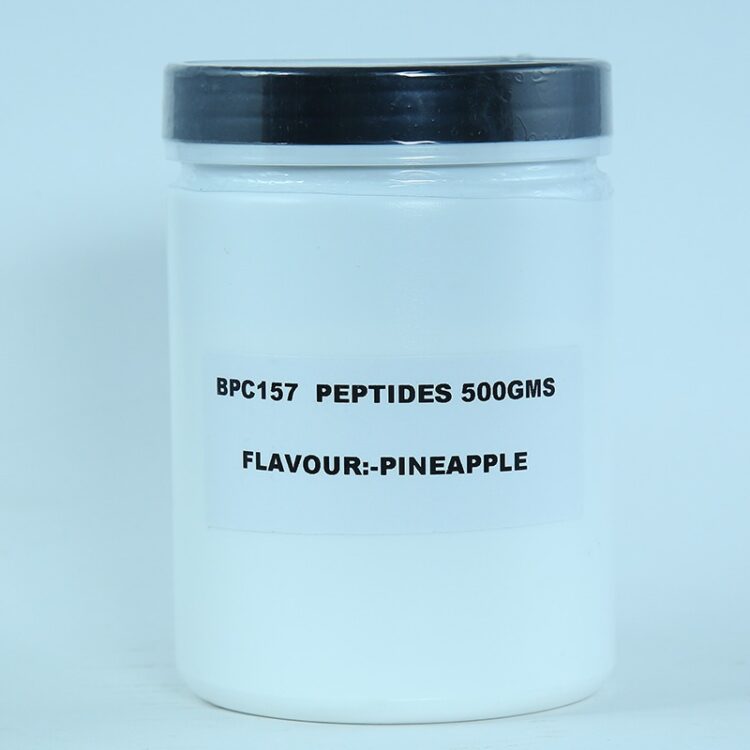 BPC157 PEPTIDES 500GMS
FLAVOUR:-PINEAPPLE